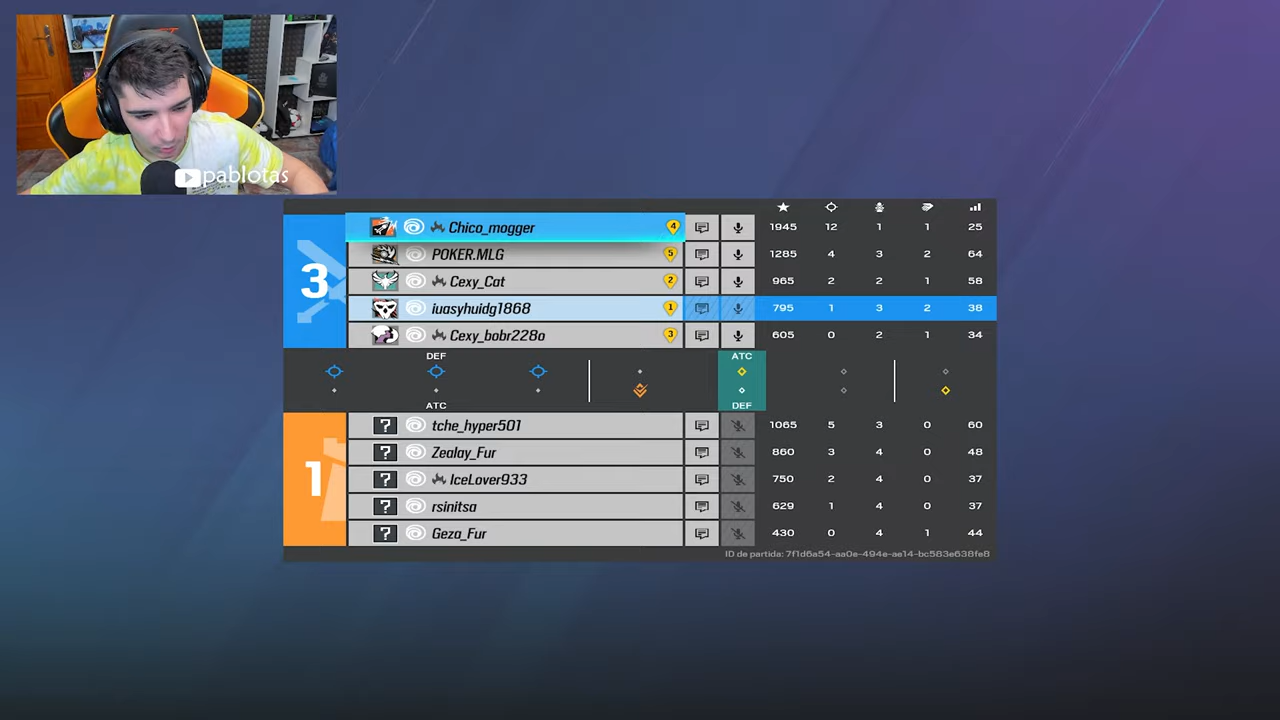 pablotas
3
Chico_mogger 4 1945 12 1 1 25
POKER.MLG 5 1285 4 3 2 64
Cexy_Cat 2 965 2 2 1 58
iuasyhuidg1868 1 795 1 3 2 38
Cexy_bobr228o 3 605 0 2 1 34
DEF ATC
ATC DEF
1
? tche_hyper501 1065 5 3 0 60
? Zealay_Fur 860 3 4 0 48
? IceLover933 750 2 4 0 37
? rsinitsa 629 1 4 0 37
? Geza_Fur 430 0 4 1 44
ID de partida: 7f1d6a54-aa0e-494e-ae14-bc583e638fe8